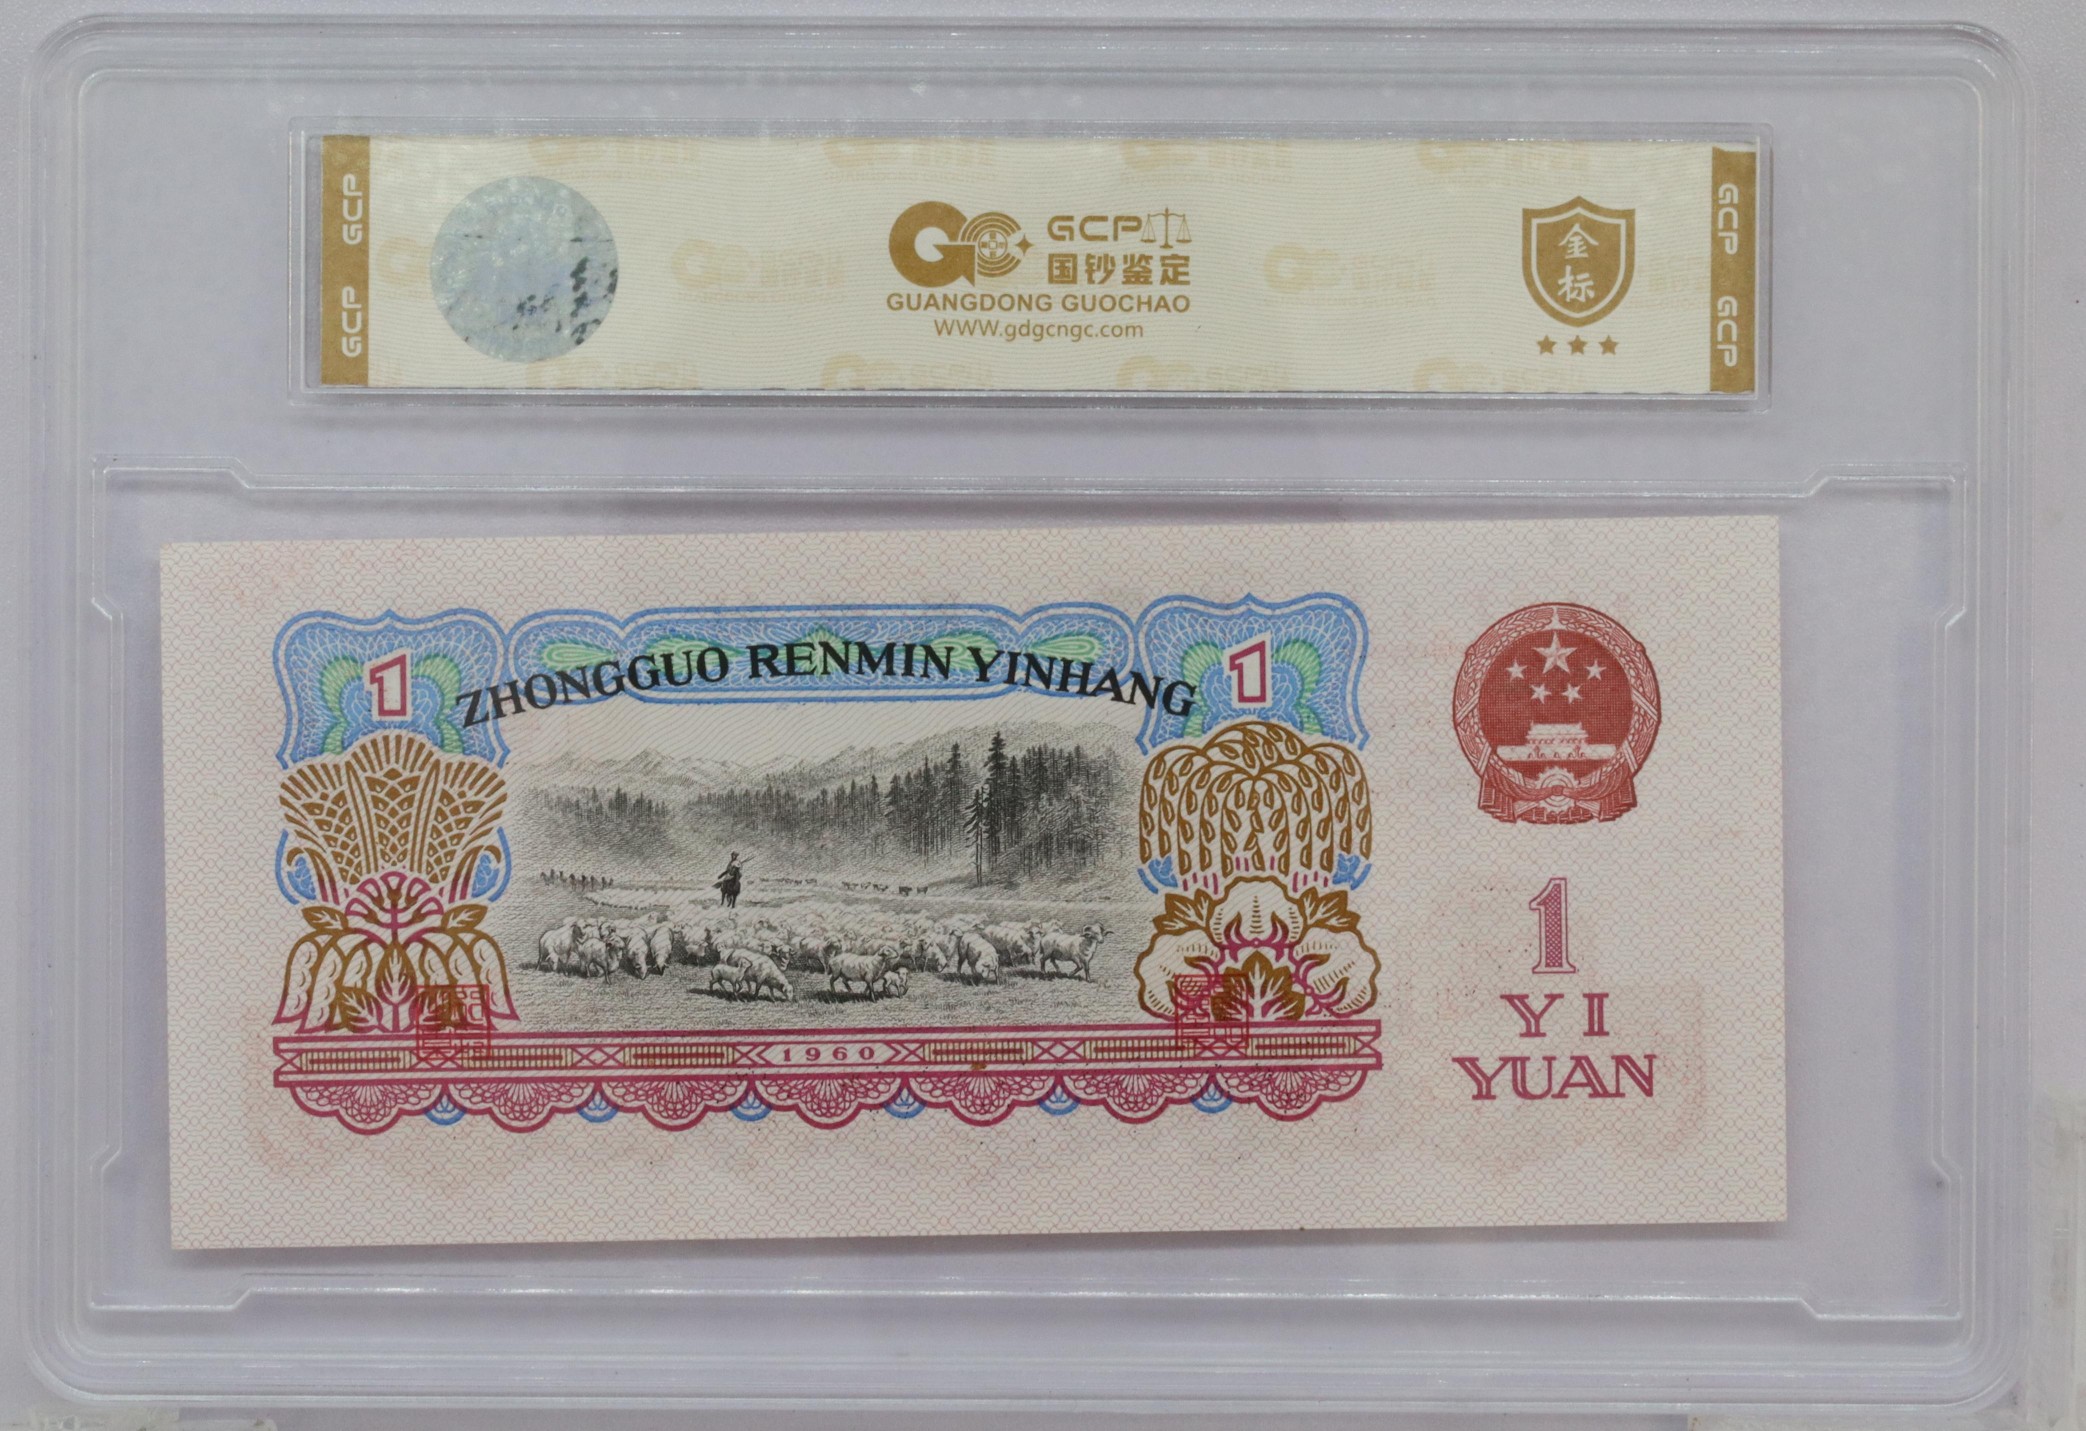 GCP GCP
GCP
国钞鉴定
GUANGDONG GUOCHAO
WWW.gdgcngc.com
金
标
GCP GCP
1 ZHONGGUO RENMIN YINHANG 1
1960
1
YI
YUAN